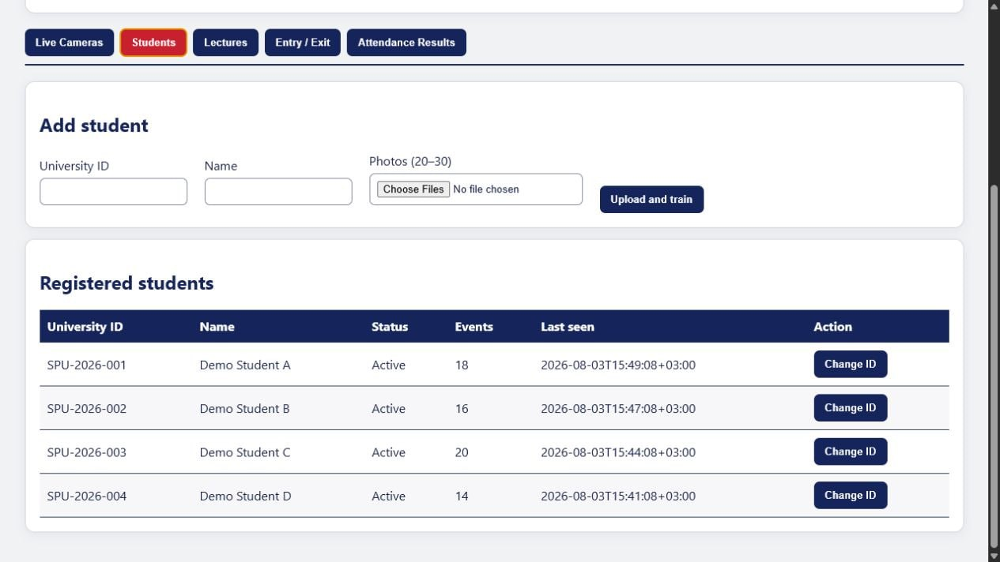 Live Cameras Students Lectures Entry / Exit Attendance Results
Add student
University ID Name Photos (20–30)
Choose Files No file chosen Upload and train
Registered students
University ID Name Status Events Last seen Action
SPU-2026-001 Demo Student A Active 18 2026-08-03T15:49:08+03:00 Change ID
SPU-2026-002 Demo Student B Active 16 2026-08-03T15:47:08+03:00 Change ID
SPU-2026-003 Demo Student C Active 20 2026-08-03T15:44:08+03:00 Change ID
SPU-2026-004 Demo Student D Active 14 2026-08-03T15:41:08+03:00 Change ID